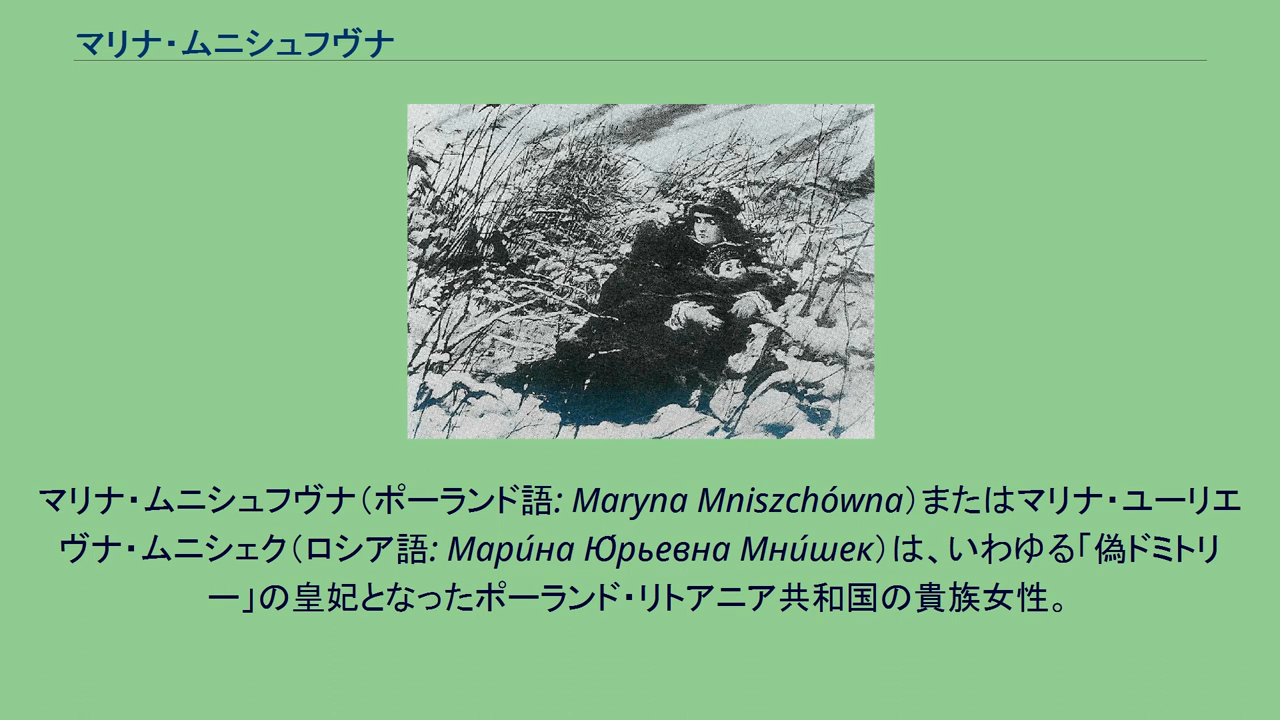 マリナ・ムニシュフヴナ
マリナ・ムニシュフヴナ（ポーランド語: Maryna Mniszchówna）またはマリナ・ユーリエ
ヴナ・ムニシェク（ロシア語: Мари́на Ю́рьевна Мни́шек）は、いわゆる「偽ドミトリ
ー」の皇妃となったポーランド・リトアニア共和国の貴族女性。